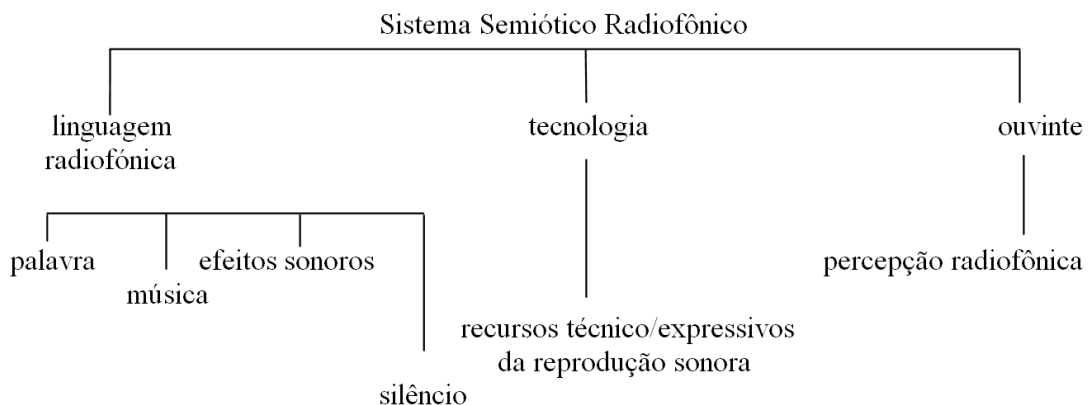 Sistema Semiótico Radiofônico
linguagem
radiofónica
tecnologia
ouvinte
palavra
música
efeitos sonoros
silêncio
recursos técnico/expressivos
da reprodução sonora
percepção radiofônica